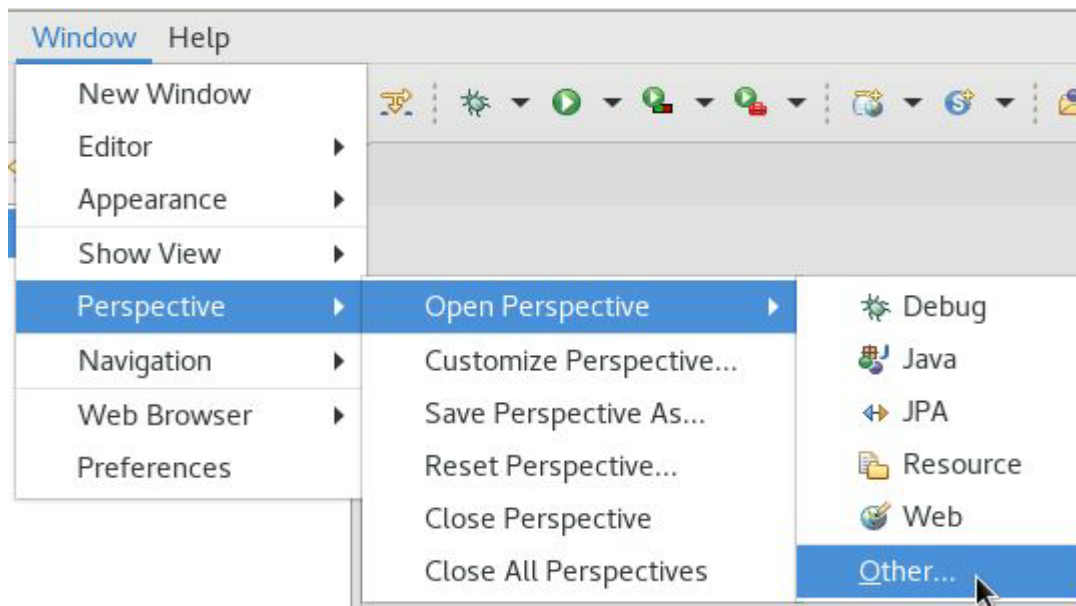 Window Help
New Window
Editor
Appearance
Show View
Perspective
Navigation
Web Browser
Preferences
Open Perspective
Customize Perspective...
Save Perspective As...
Reset Perspective...
Close Perspective
Close All Perspectives
Debug
Java
JPA
Resource
Web
Other...